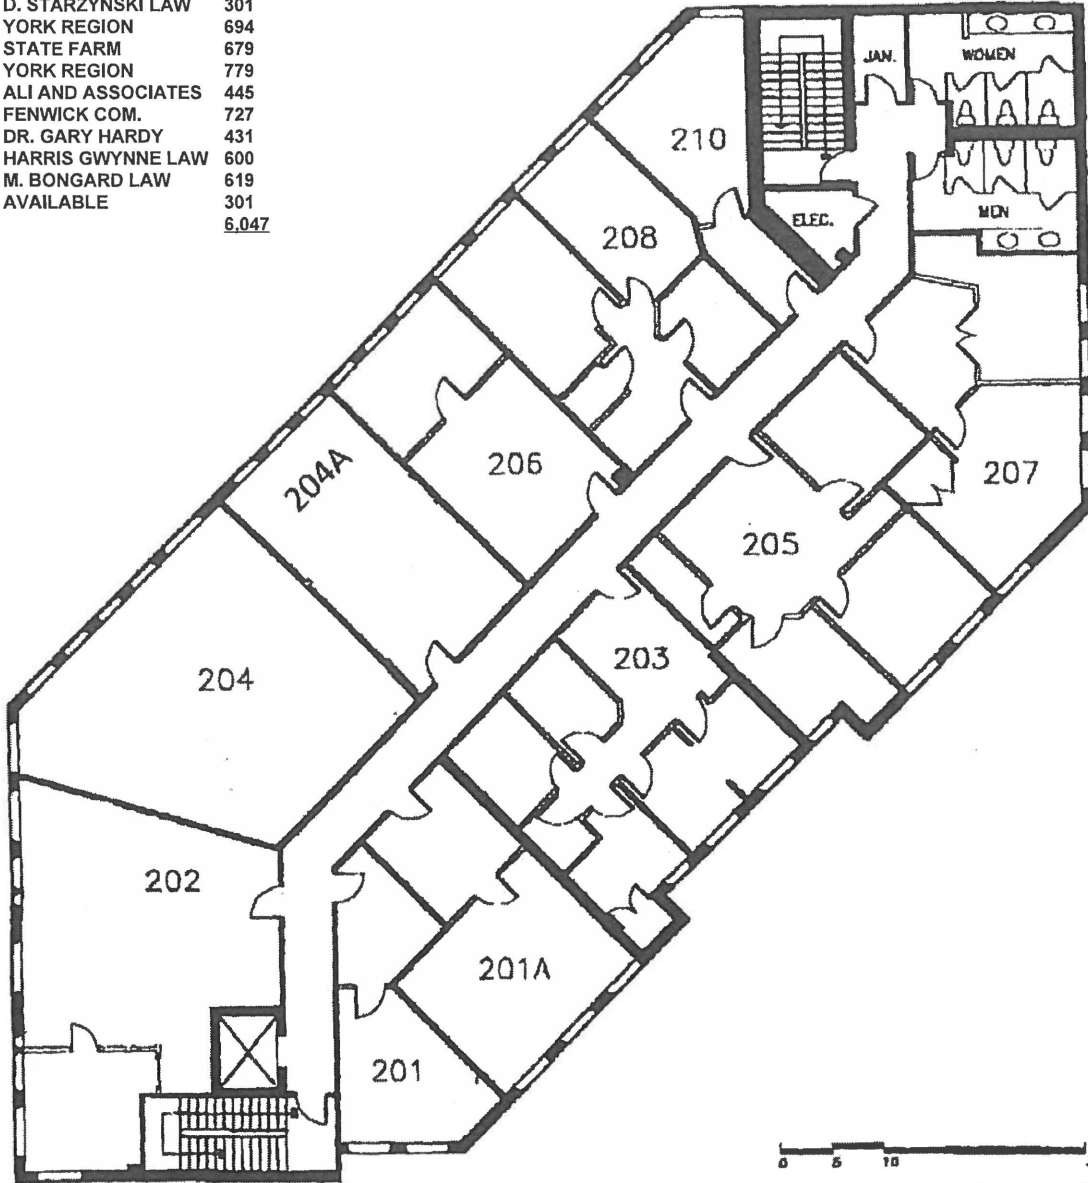 D. STARZYNSKI LAW 301
YORK REGION 694
STATE FARM 679
YORK REGION 779
ALI AND ASSOCIATES 445
FENWICK COM. 727
DR. GARY HARDY 431
HARRIS GWYNNE LAW 600
M. BONGARD LAW 619
AVAILABLE 301
6,047
JAN.
WOMEN
210
MEN
ELEC.
208
206
204A
207
205
203
204
202
201A
201
0 5 10